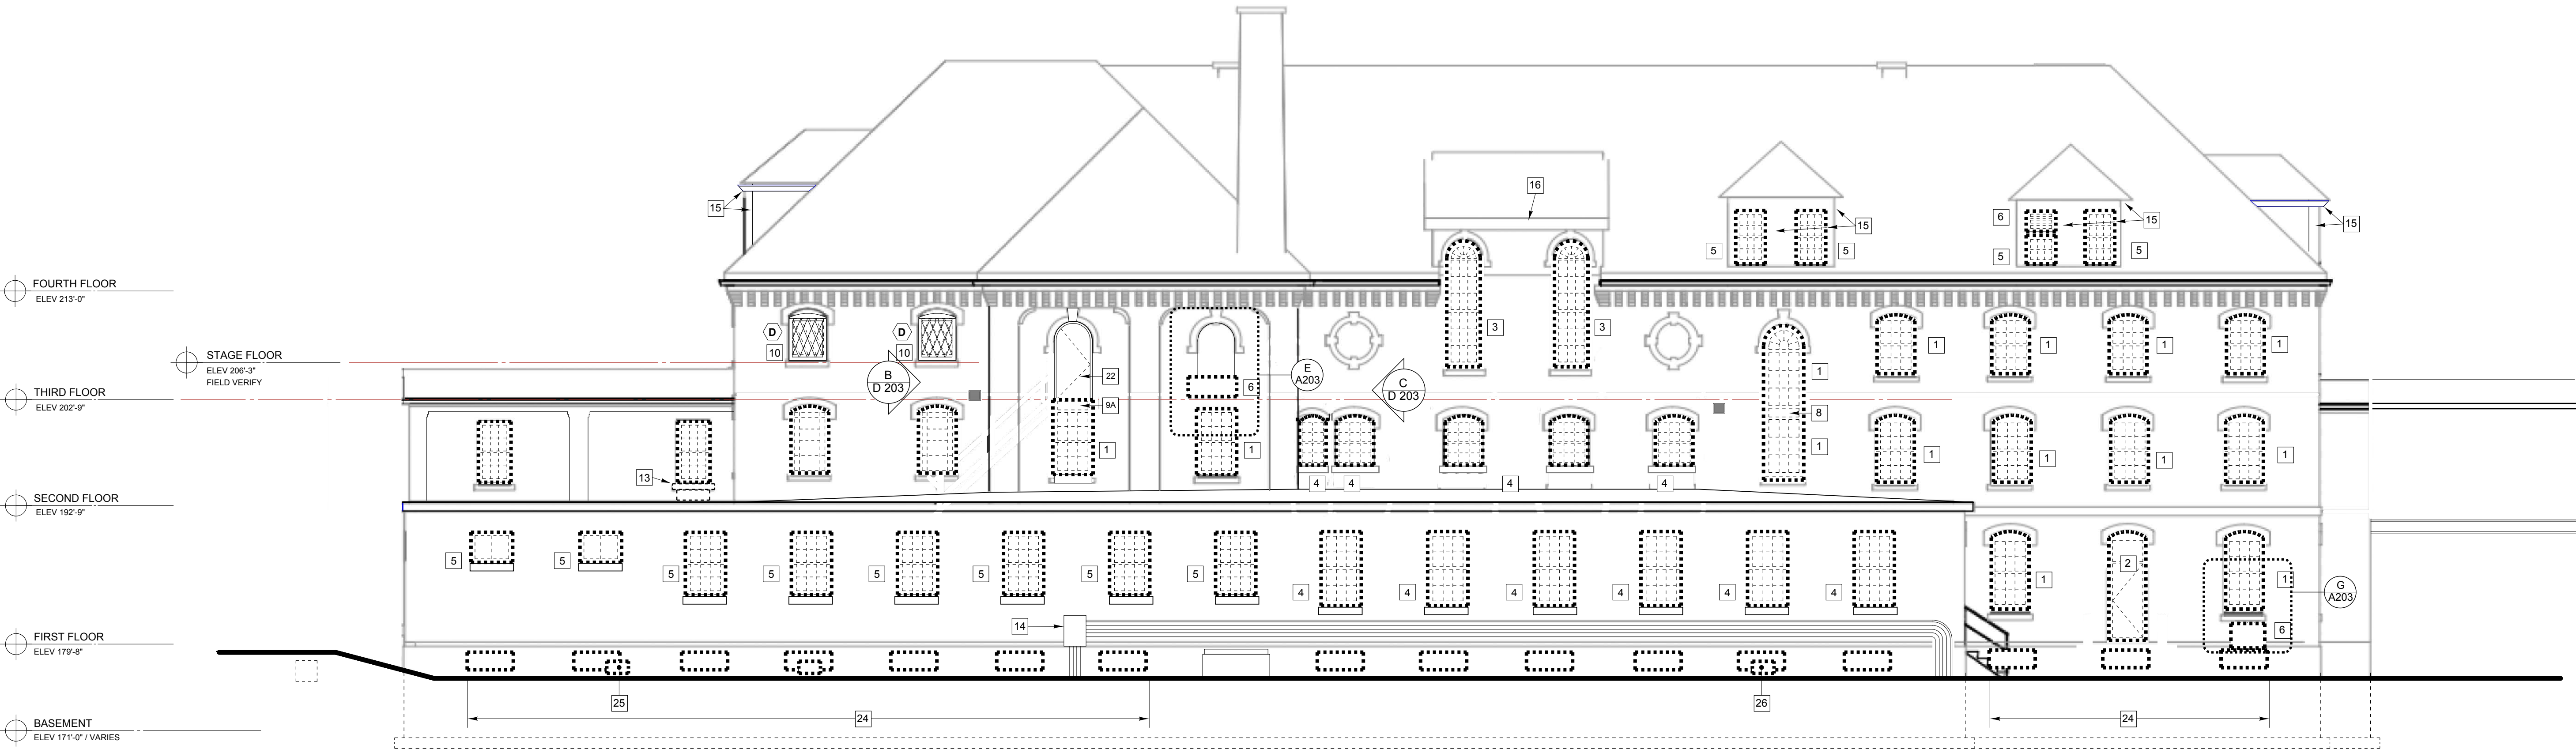 16
15
6
15
15
15
5
5
5
5
FOURTH FLOOR
ELEV 213'-0"
D
D
10
10
3
3
1
1
1
1
STAGE FLOOR
ELEV 206'-3"
FIELD VERIFY
B
D 203
22
E
A203
C
D 203
1
6
THIRD FLOOR
ELEV 202'-9"
9A
8
1
1
1
1
1
1
1
13
4
4
4
4
SECOND FLOOR
ELEV 192'-9"
5
5
5
5
5
5
5
5
4
4
4
4
4
4
1
2
1
G
A203
14
6
FIRST FLOOR
ELEV 179'-8"
25
26
24
24
BASEMENT
ELEV 171'-0" / VARIES